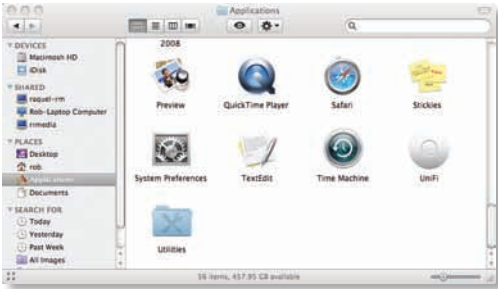 Applications
DEVICES
Macintosh HD
iDisk
SHARED
raquel-rm
Rob-Laptop Computer
rimedia
PLACES
Desktop
rob
Applications
Documents
SEARCH FOR
Today
Yesterday
Past Week
All Images
2008
Preview
QuickTime Player
Safari
Stickies
System Preferences
TextEdit
Time Machine
UniFi
Utilities
56 items, 457.95 GB available